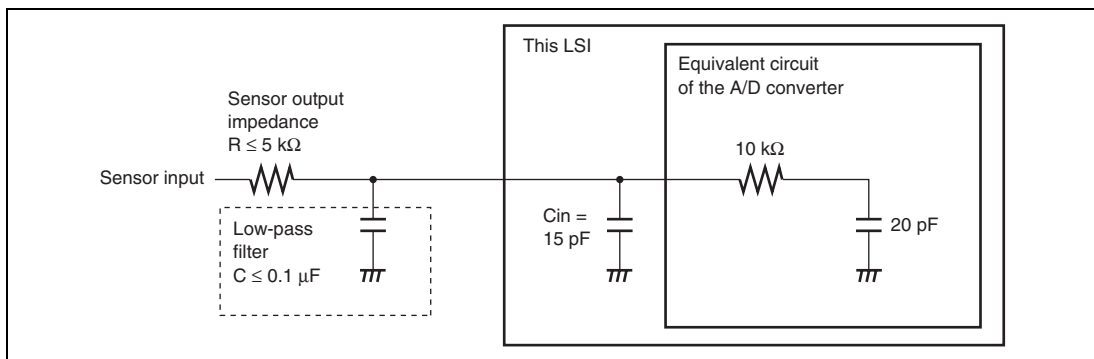 This LSI
Equivalent circuit
of the A/D converter
Sensor output
impedance
R ≤ 5 kΩ
10 kΩ
Sensor input
Low-pass
filter
C ≤ 0.1 μF
Cin =
15 pF
20 pF